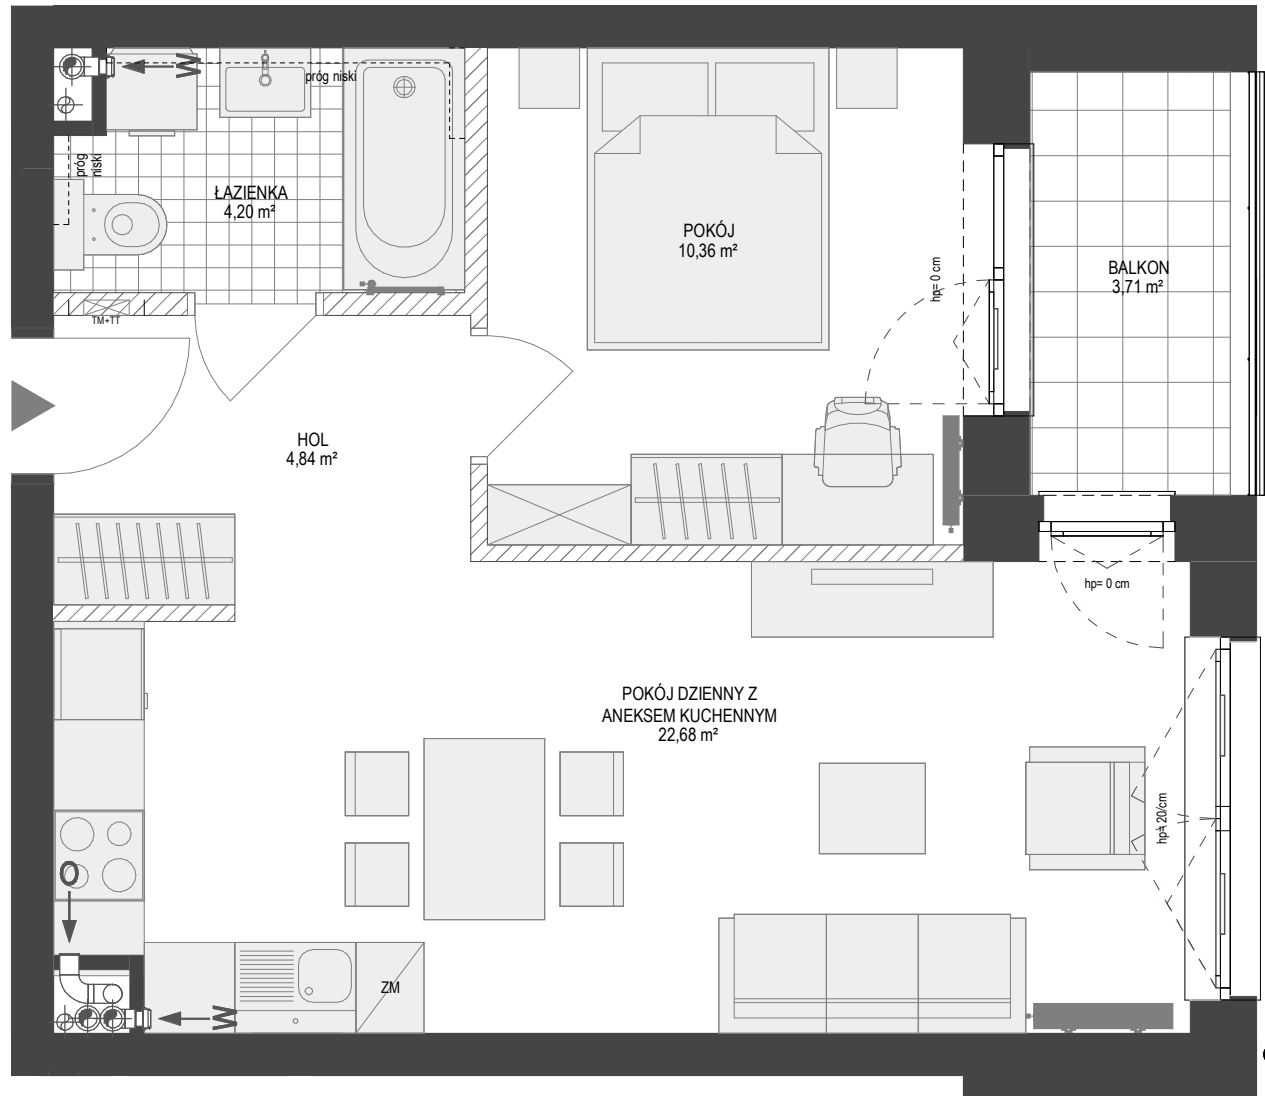 próg niski
próg
niski
ŁAZIENKA
4,20 m²
TM+TT
POKÓJ
10,36 m²
hp= 0 cm
BALKON
3,71 m²
HOL
4,84 m²
hp= 0 cm
POKÓJ DZIENNY Z
ANEKSEM KUCHENNYM
22,68 m²
hp= 20/cm
ZM
W
W